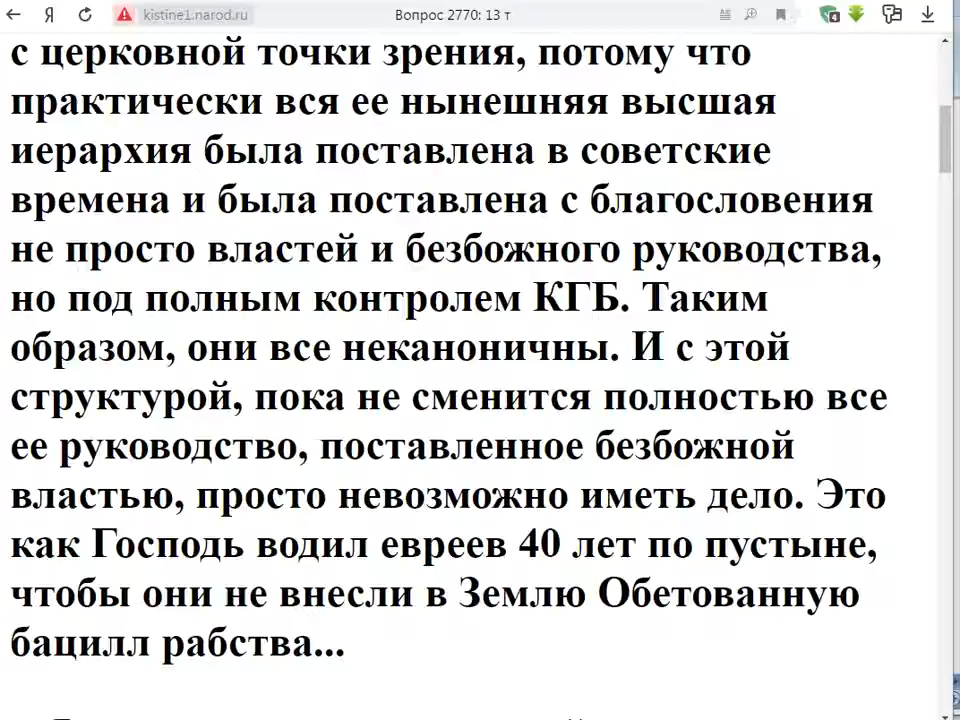 kistine1.narod.ru
Вопрос 2770: 13 т
с церковной точки зрения, потому что
практически вся ее нынешняя высшая
иерархия была поставлена в советские
времена и была поставлена с благословения
не просто властей и безбожного руководства,
но под полным контролем КГБ. Таким
образом, они все неканоничны. И с этой
структурой, пока не сменится полностью все
ее руководство, поставленное безбожной
властью, просто невозможно иметь дело. Это
как Господь водил евреев 40 лет по пустыне,
чтобы они не внесли в Землю Обетованную
бацилл рабства...